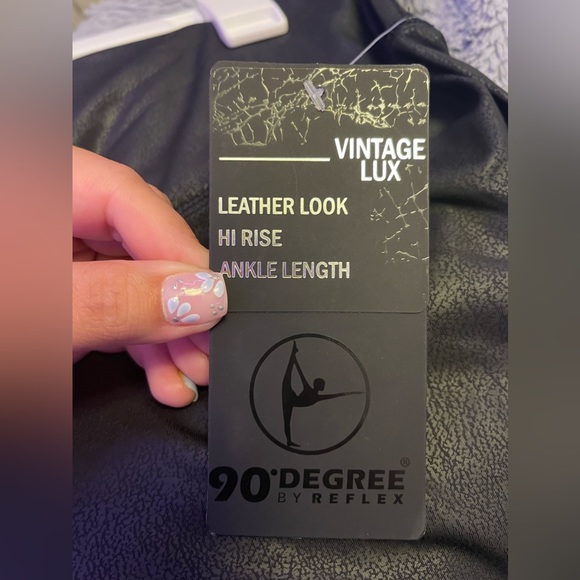 VINTAGE
LUX
LEATHER LOOK
HI RISE
ANKLE LENGTH
90° DEGREE®
BY REFLEX